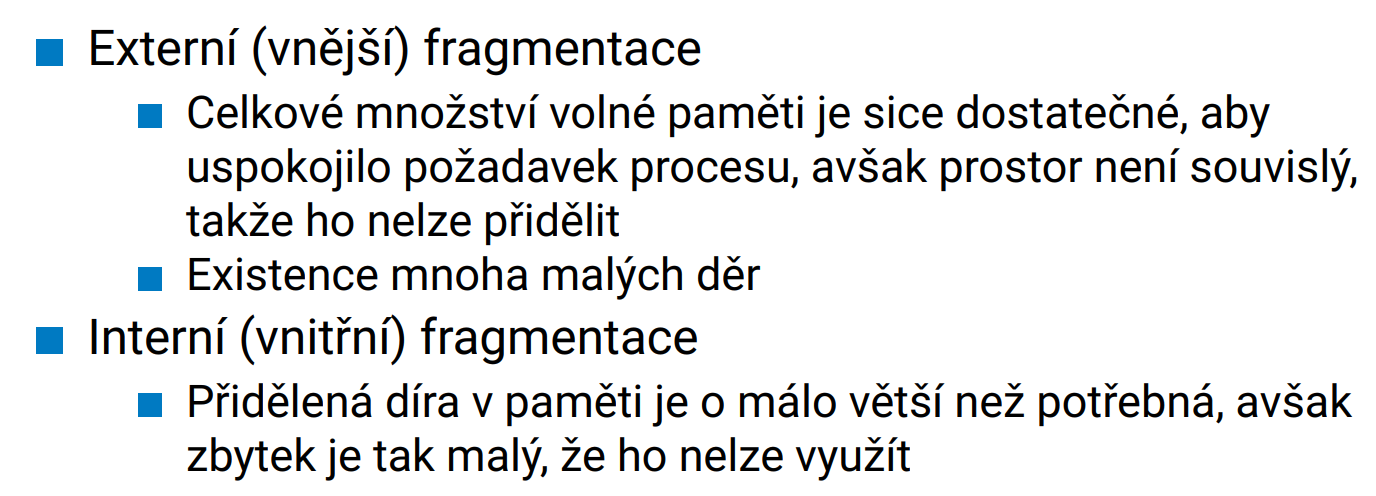 Externí (vnější) fragmentace
Celkové množství volné paměti je sice dostatečné, aby
uspokojilo požadavek procesu, avšak prostor není souvislý,
takže ho nelze přidělit
Existence mnoha malých děr
Interní (vnitřní) fragmentace
Přidělená díra v paměti je o málo větší než potřebná, avšak
zbytek je tak malý, že ho nelze využít